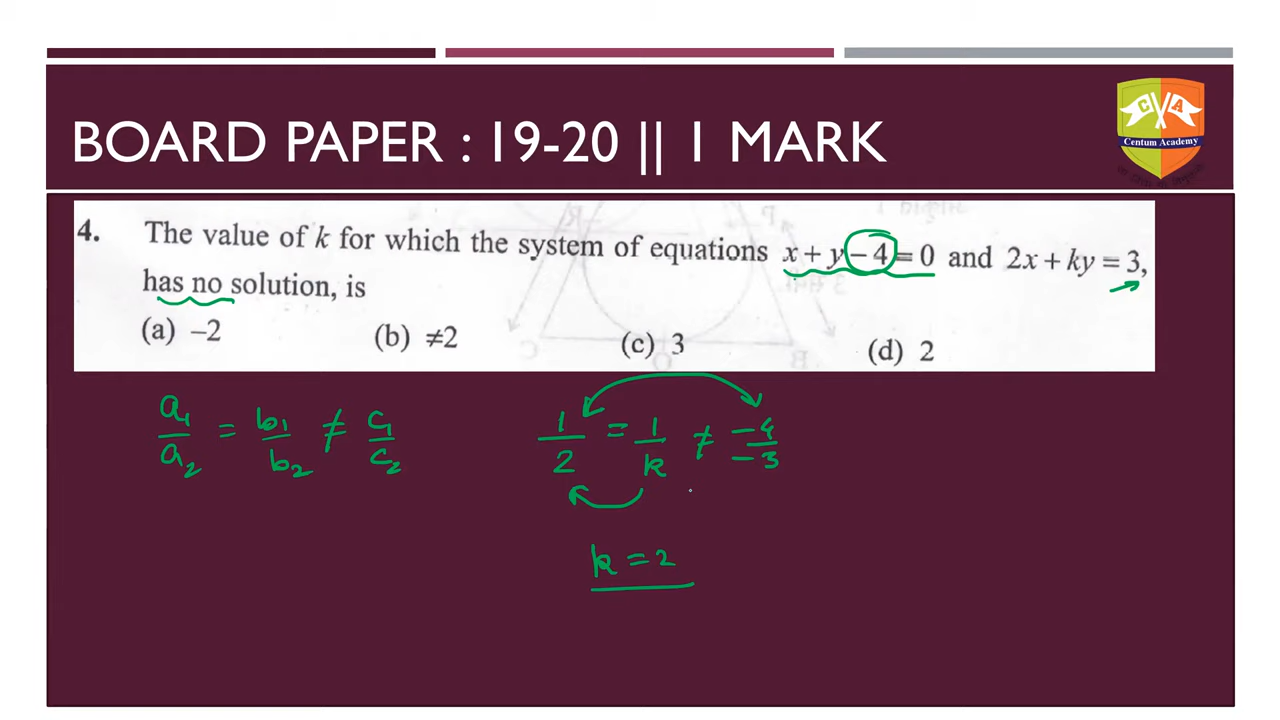 BOARD PAPER : 19-20 || 1 MARK
C A
Centum Academy
4. The value of k for which the system of equations x + y − 4 = 0 and 2x + ky = 3,
has no solution, is
(a) −2 (b) ≠2 (c) 3 (d) 2
a1/a2 = b1/b2 ≠ c1/c2
1/2 = 1/k ≠ −4/−3
k = 2